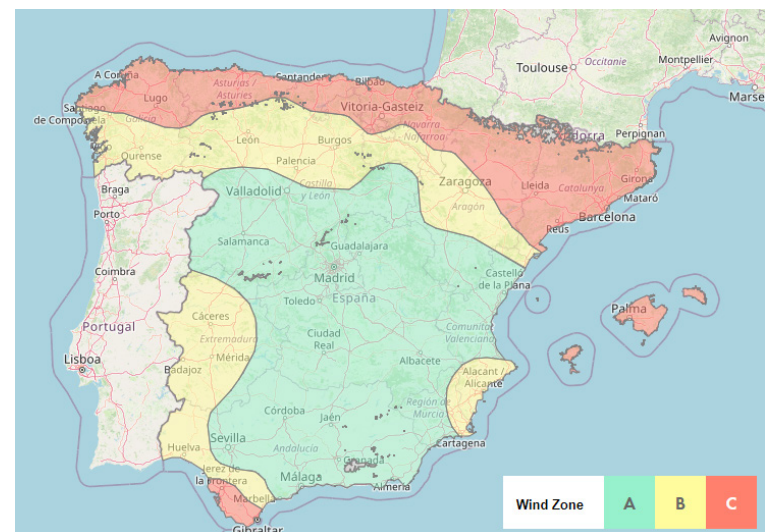 Avignon
Toulouse
Occitanie
Montpellier
A Coruña
Asturias /
Asturies
Santander
Bilbao
Marse
Lugo
Santiago
de Compostela
Vitoria-Gasteiz
Andorra
Perpignan
Galicia
Navarra
Nafarroa
León
Burgos
Ourense
Palencia
Girona
Zaragoza
Lleida
Catalunya
Castilla
y León
Braga
Valladolid
Aragón
Mataró
Barcelona
Porto
Reus
Salamanca
Guadalajara
Coimbra
Madrid
Castelló
de la Plana
Toledo
España
Palma
Cáceres
Portugal
Extremadura
Ciudad
Real
Comunitat
Valenciana
Lisboa
Mérida
Badajoz
Albacete
Alacant /
Alicante
Córdoba
Jaén
Región de
Murcia
Huelva
Sevilla
Cartagena
Andalucía
Granada
Jerez de
la Frontera
Málaga
Almería
Marbella
Gibraltar
Wind Zone A B C